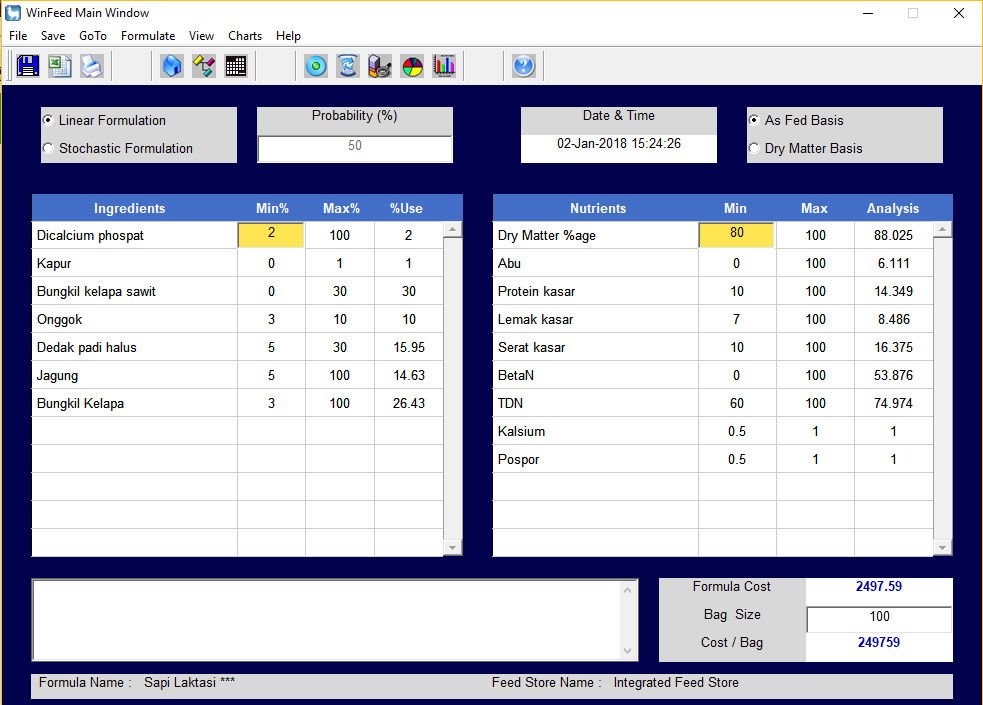 WinFeed Main Window
File Save GoTo Formulate View Charts Help
Linear Formulation
Stochastic Formulation
Probability (%)
50
Date & Time
02-Jan-2018 15:24:26
As Fed Basis
Dry Matter Basis
Ingredients Min% Max% %Use
Dicalcium phospat 2 100 2
Kapur 0 1 1
Bungkil kelapa sawit 0 30 30
Onggok 3 10 10
Dedak padi halus 5 30 15.95
Jagung 5 100 14.63
Bungkil Kelapa 3 100 26.43
Nutrients Min Max Analysis
Dry Matter %age 80 100 88.025
Abu 0 100 6.111
Protein kasar 10 100 14.349
Lemak kasar 7 100 8.486
Serat kasar 10 100 16.375
BetaN 0 100 53.876
TDN 60 100 74.974
Kalsium 0.5 1 1
Pospor 0.5 1 1
Formula Cost 2497.59
Bag Size 100
Cost / Bag 249759
Formula Name : Sapi Laktasi ***
Feed Store Name : Integrated Feed Store